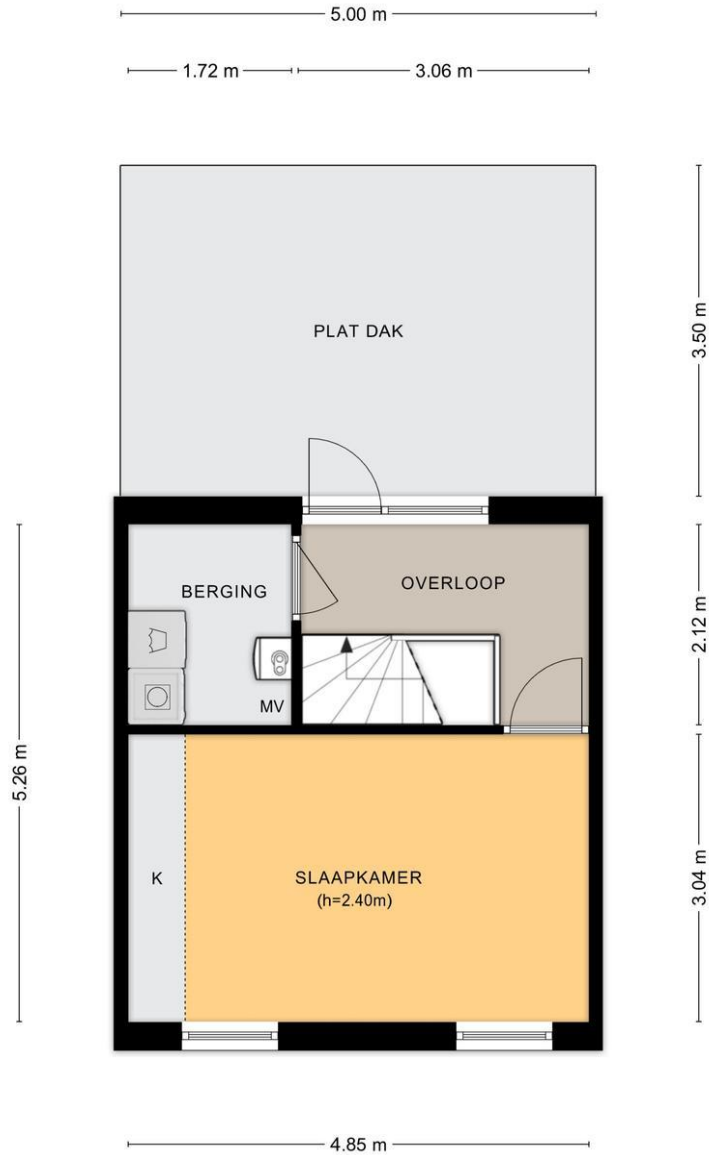 5.00 m
1.72 m
3.06 m
PLAT DAK
3.50 m
BERGING
OVERLOOP
2.12 m
MV
5.26 m
K
SLAAPKAMER
(h=2.40m)
3.04 m
4.85 m